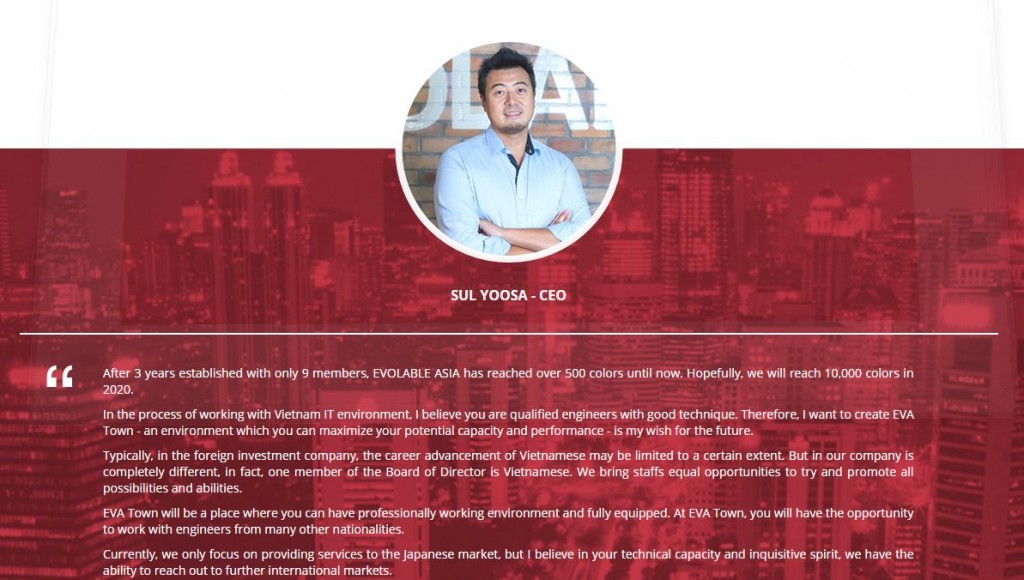 OLA
SUL YOOSA - CEO
“
After 3 years established with only 9 members, EVOLABLE ASIA has reached over 500 colors until now. Hopefully, we will reach 10,000 colors in
2020.
In the process of working with Vietnam IT environment, I believe you are qualified engineers with good technique. Therefore, I want to create EVA
Town - an environment which you can maximize your potential capacity and performance - is my wish for the future.
Typically, in the foreign investment company, the career advancement of Vietnamese may be limited to a certain extent. But in our company is
completely different, in fact, one member of the Board of Director is Vietnamese. We bring staffs equal opportunities to try and promote all
possibilities and abilities.
EVA Town will be a place where you can have professionally working environment and fully equipped. At EVA Town, you will have the opportunity
to work with engineers from many other nationalities.
Currently, we only focus on providing services to the Japanese market, but I believe in your technical capacity and inquisitive spirit, we have the
ability to reach out to further international markets.